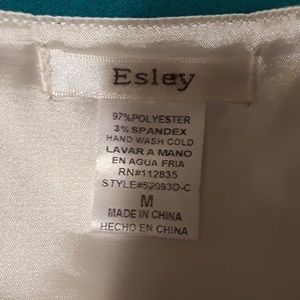 Esley
97%POLYESTER
3% SPANDEX
HAND WASH COLD
LAVAR A MANO
EN AGUA FRIA
RN#112835
STYLE#52093D-C
M
MADE IN CHINA
HECHO EN CHINA